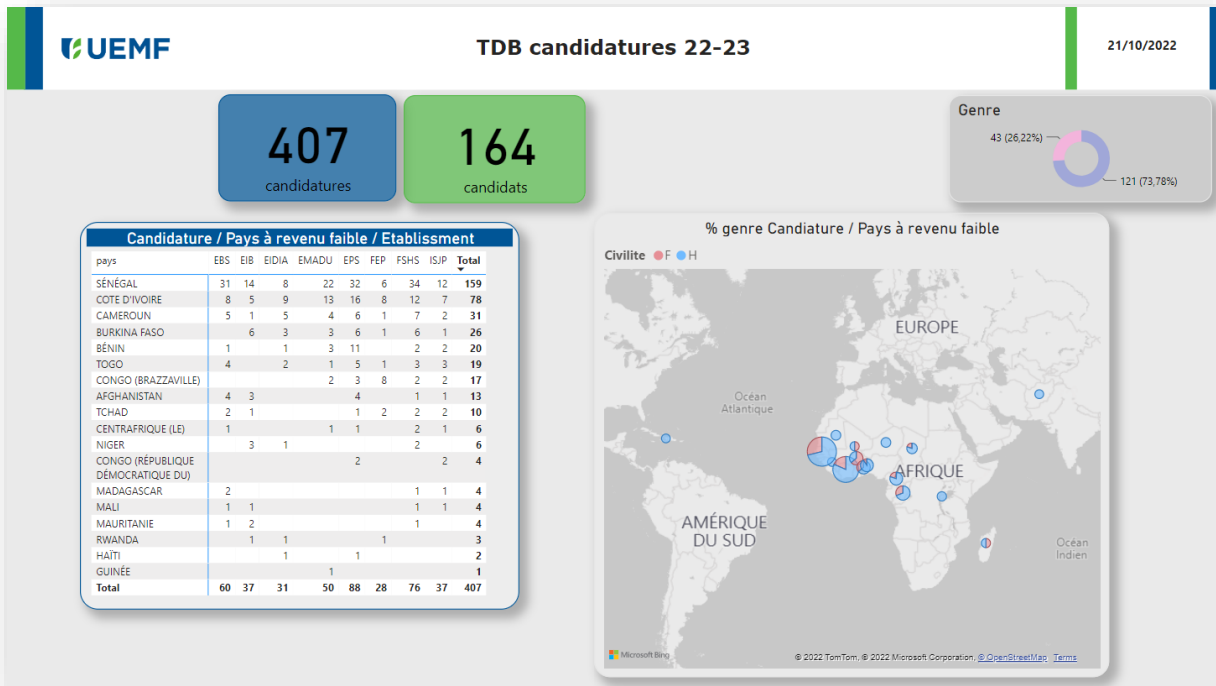 UEMF
TDB candidatures 22-23
21/10/2022
407
candidatures
164
candidats
Genre
43 (26,22%)
121 (73,78%)
Candidature / Pays à revenu faible / Etablissment
pays EBS EIB EIDIA EMADU EPS FEP FSHS ISJP Total
SÉNÉGAL 31 14 8 22 32 6 34 12 159
COTE D'IVOIRE 8 5 9 13 16 8 12 7 78
CAMEROUN 5 1 5 4 6 1 7 2 31
BURKINA FASO 6 3 3 6 1 6 1 26
BÉNIN 1 1 3 11 2 2 20
TOGO 4 2 1 5 1 3 3 19
CONGO (BRAZZAVILLE) 2 3 8 2 2 17
AFGHANISTAN 4 3 4 1 1 13
TCHAD 2 1 1 2 2 2 10
CENTRAFRIQUE (LE) 1 1 1 2 1 6
NIGER 3 1 2 6
CONGO (RÉPUBLIQUE
DÉMOCRATIQUE DU) 2 2 4
MADAGASCAR 2 1 1 4
MALI 1 1 1 1 4
MAURITANIE 1 2 1 4
RWANDA 1 1 1 3
HAÏTI 1 1 2
GUINÉE 1 1
Total 60 37 31 50 88 28 76 37 407
% genre Candiature / Pays à revenu faible
Civilite F H
EUROPE
Océan
Atlantique
AFRIQUE
AMÉRIQUE
DU SUD
Océan
Indien
Microsoft Bing
© 2022 TomTom, © 2022 Microsoft Corporation, © OpenStreetMap Terms